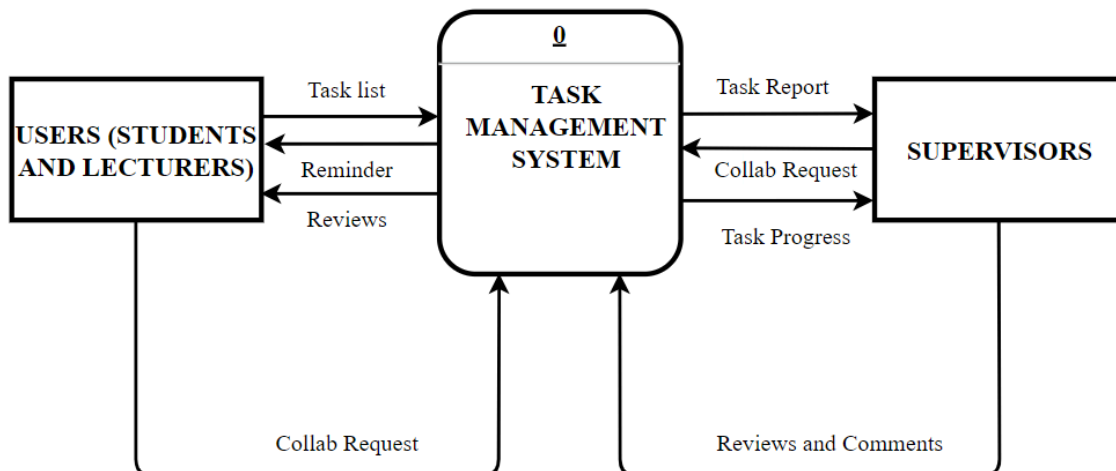 0
Task list
Task Report
TASK
MANAGEMENT
SYSTEM
USERS (STUDENTS
AND LECTURERS)
SUPERVISORS
Reminder
Collab Request
Reviews
Task Progress
Collab Request
Reviews and Comments